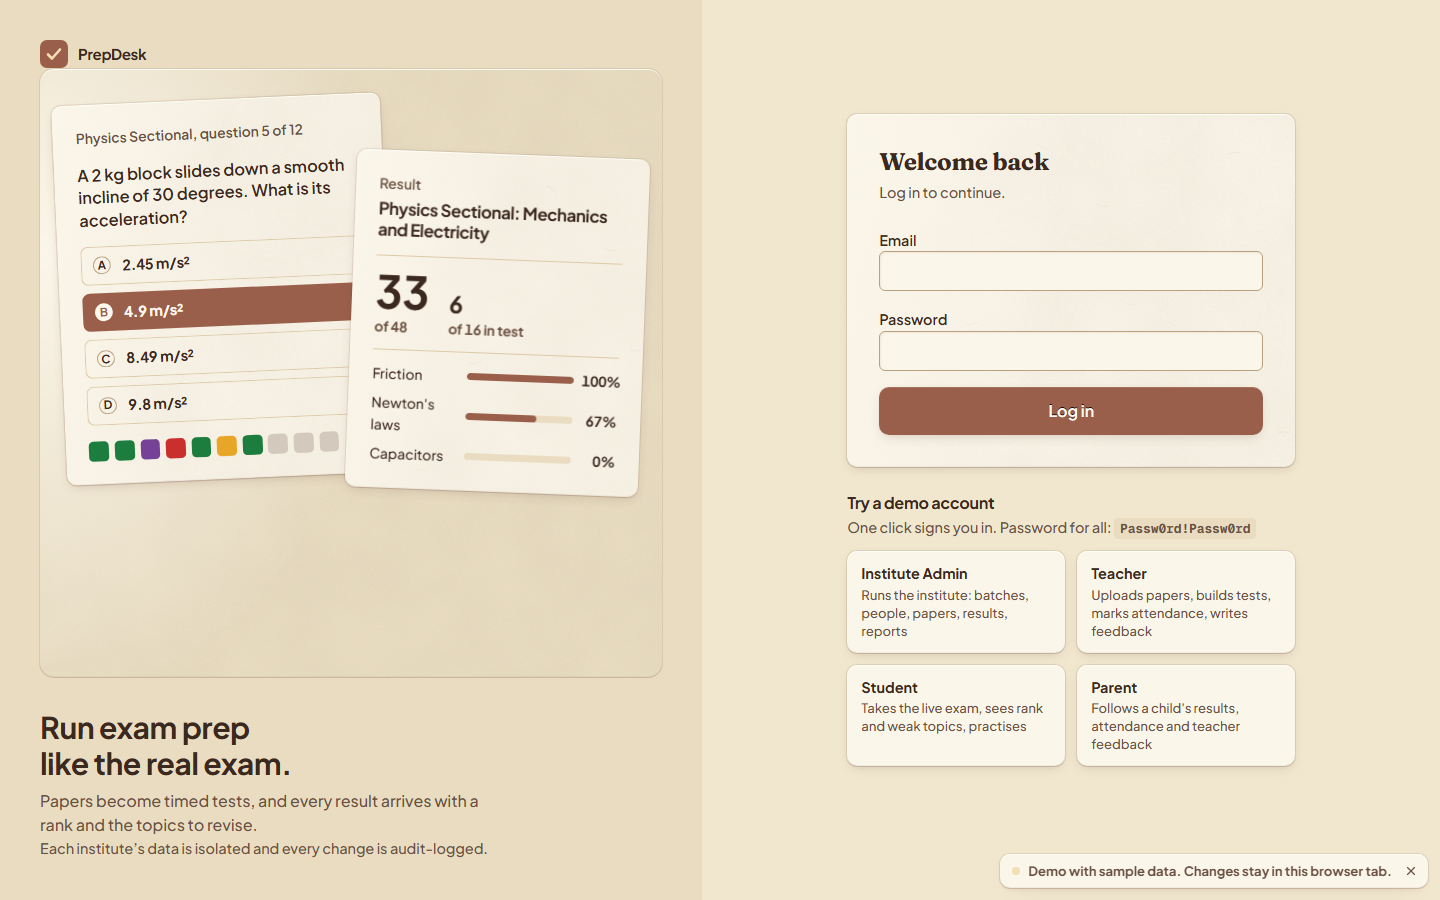 PrepDesk
Physics Sectional, question 5 of 12
A 2 kg block slides down a smooth
incline of 30 degrees. What is its
acceleration?
A 2.45 m/s²
B 4.9 m/s²
C 8.49 m/s²
D 9.8 m/s²
Result
Physics Sectional: Mechanics
and Electricity
33
of 48
6
of 16 in test
Friction 100%
Newton's
laws 67%
Capacitors 0%
Run exam prep
like the real exam.
Papers become timed tests, and every result arrives with a
rank and the topics to revise.
Each institute's data is isolated and every change is audit-logged.
Welcome back
Log in to continue.
Email
Password
Log in
Try a demo account
One click signs you in. Password for all: Passw0rd!Passw0rd
Institute Admin
Runs the institute: batches,
people, papers, results,
reports
Teacher
Uploads papers, builds tests,
marks attendance, writes
feedback
Student
Takes the live exam, sees rank
and weak topics, practises
Parent
Follows a child's results,
attendance and teacher
feedback
Demo with sample data. Changes stay in this browser tab.